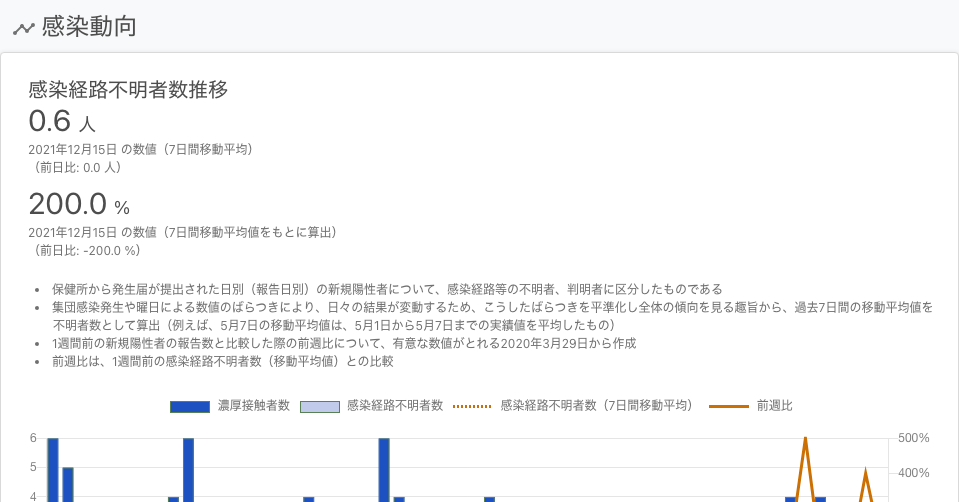 感染動向
感染経路不明者数推移
0.6 人
2021年12月15日 の数値（7日間移動平均）
（前日比: 0.0 人）
200.0 %
2021年12月15日 の数値（7日間移動平均値をもとに算出）
（前日比: -200.0 %）
• 保健所から発生届が提出された日別（報告日別）の新規陽性者について、感染経路等の不明者、判明者に区分したものである
• 集団感染発生や曜日による数値のばらつきにより、日々の結果が変動するため、こうしたばらつきを平準化し全体の傾向を見る趣旨から、過去7日間の移動平均値を
不明者数として算出（例えば、5月7日の移動平均値は、5月1日から5月7日までの実績値を平均したもの）
• 1週間前の新規陽性者の報告数と比較した際の前週比について、有意な数値がとれる2020年3月29日から作成
• 前週比は、1週間前の感染経路不明者数（移動平均値）との比較
濃厚接触者数 感染経路不明者数 感染経路不明者数（7日間移動平均） 前週比
6 500%
5 400%
4